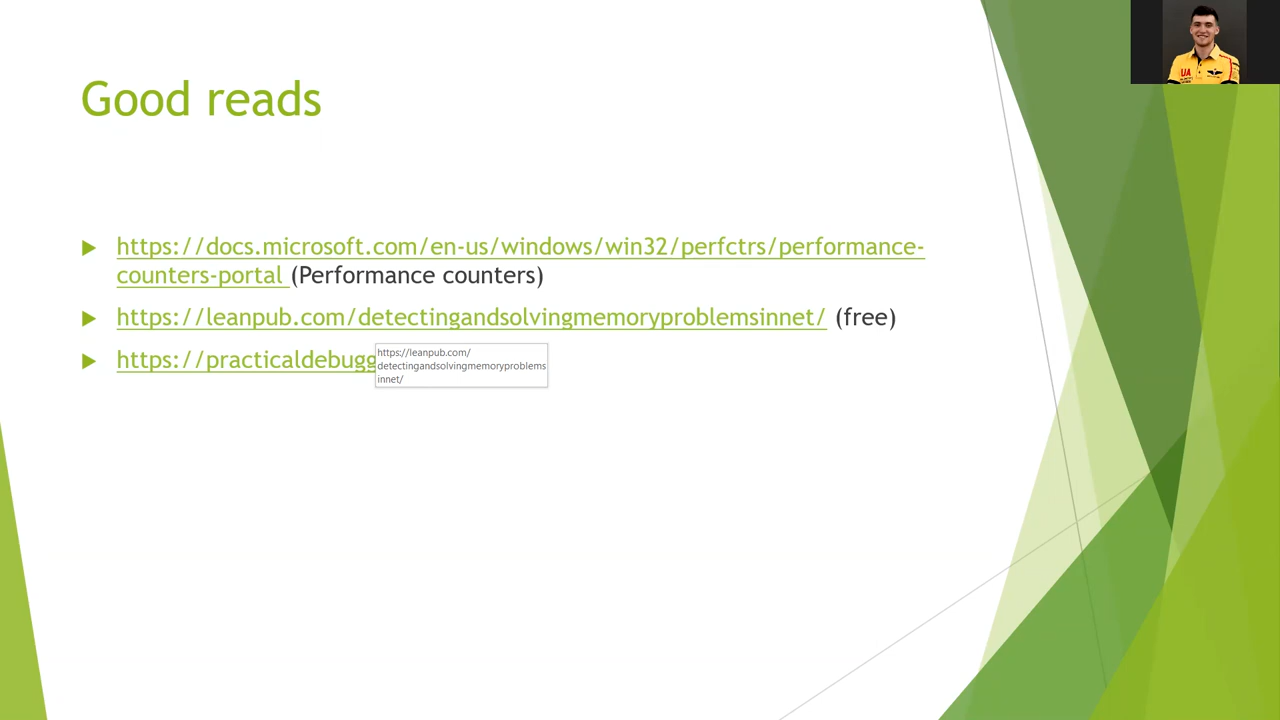 Good reads
https://docs.microsoft.com/en-us/windows/win32/perfctrs/performance-
counters-portal (Performance counters)
https://leanpub.com/detectingandsolvingmemoryproblemsinnet/ (free)
https://practicaldebugg
https://leanpub.com/
detectingandsolvingmemoryproblems
innet/
UA